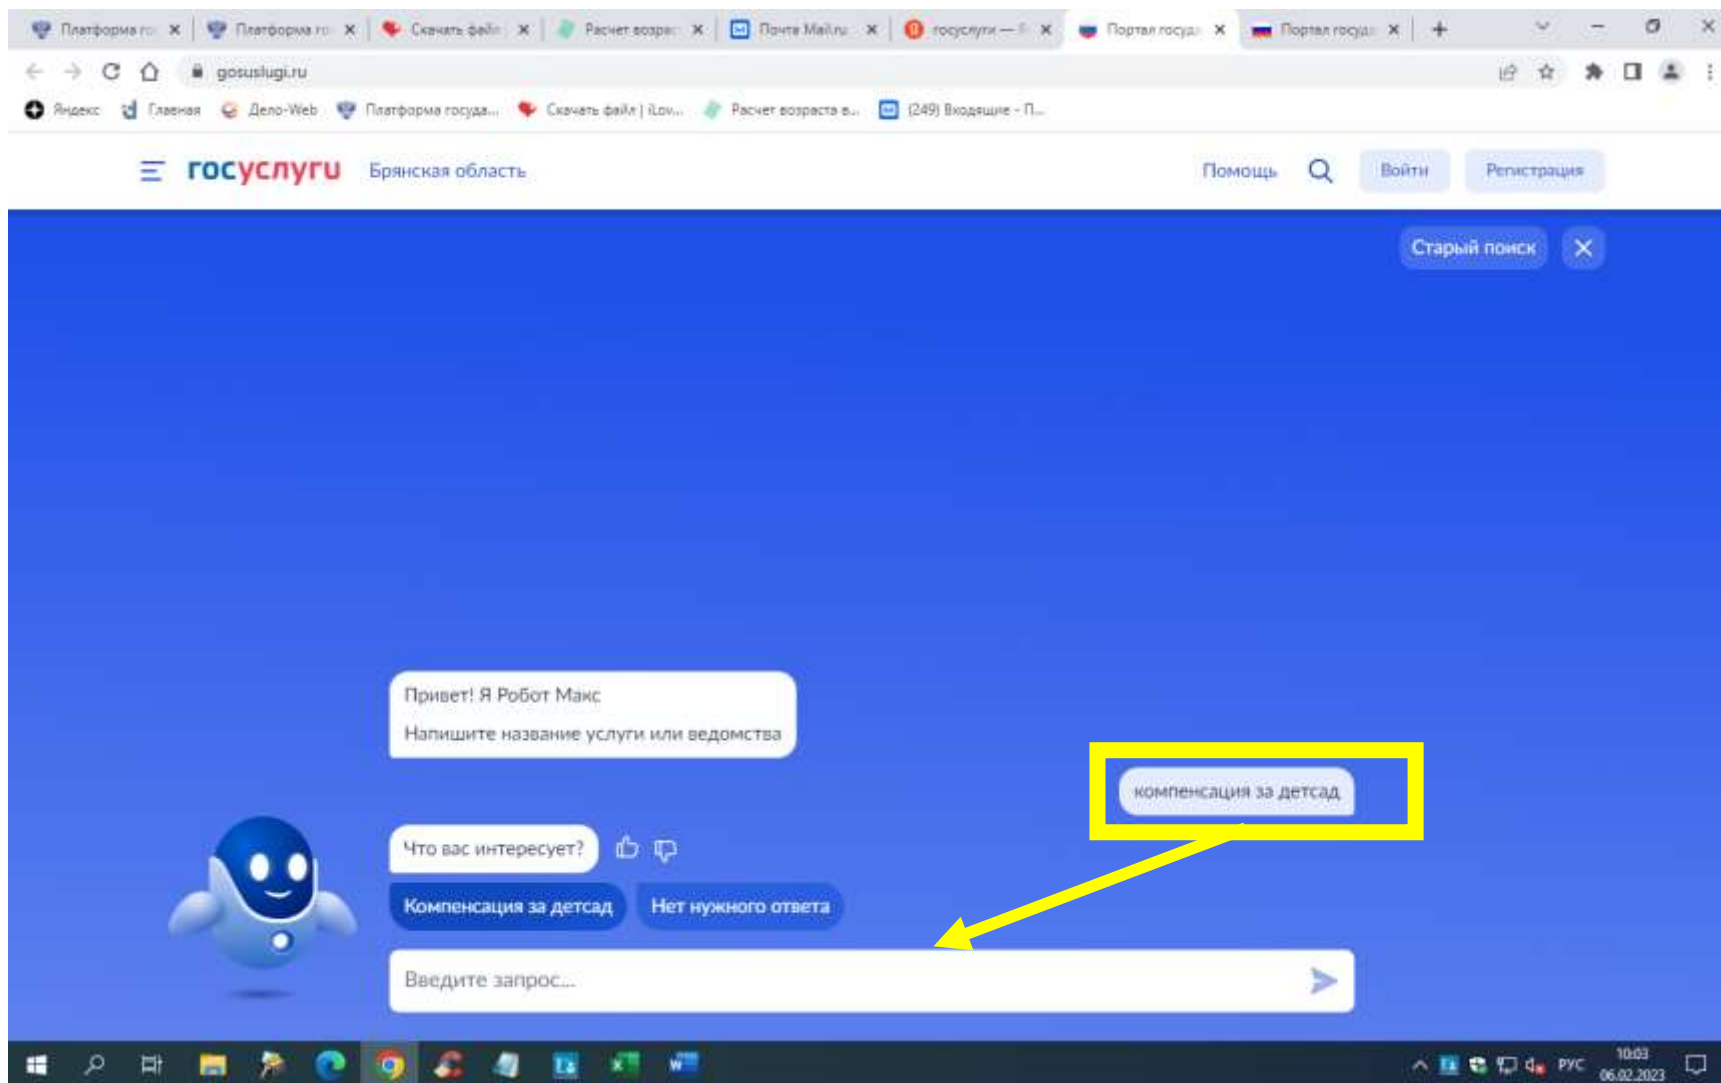 Платформа го
Платформа го
Скачать файл
Расчет возрас
Почта Mail.ru
госуслуги —
Портал госуд
Портал госуд
gosuslugi.ru
Яндекс
Главная
Дело-Web
Платформа госуда...
Скачать файл | iLov...
Расчет возраста в...
(249) Входящие - П...
госуслуги
Брянская область
Помощь
Войти
Регистрация
Старый поиск
Привет! Я Робот Макс
Напишите название услуги или ведомства
компенсация за детсад
Что вас интересует?
Компенсация за детсад
Нет нужного ответа
Введите запрос...
РУС
10:03
06.02.2023